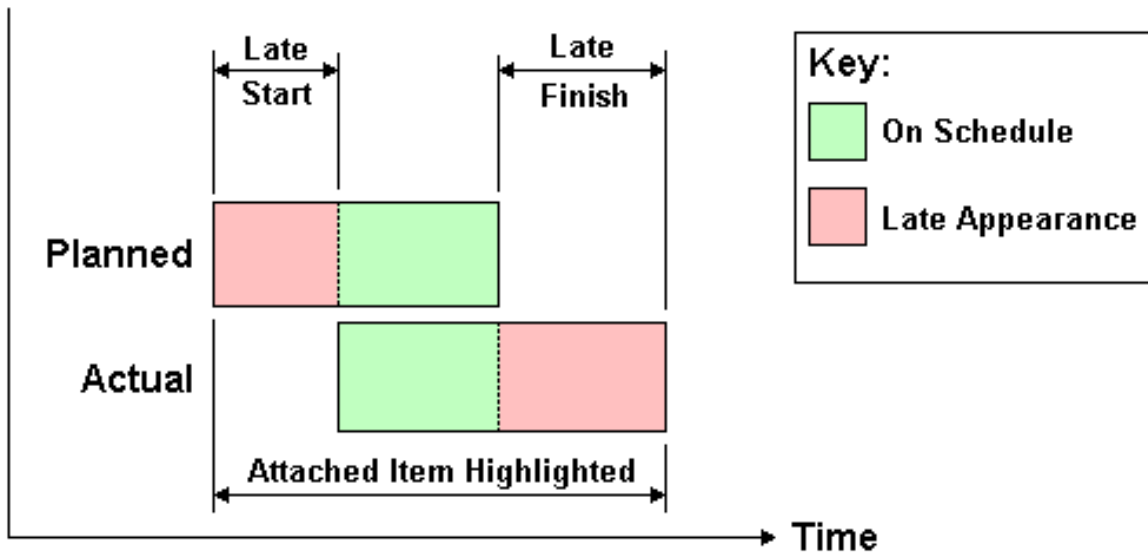 Late
Start
Late
Finish
Key:
On Schedule
Late Appearance
Planned
Actual
Attached Item Highlighted
Time